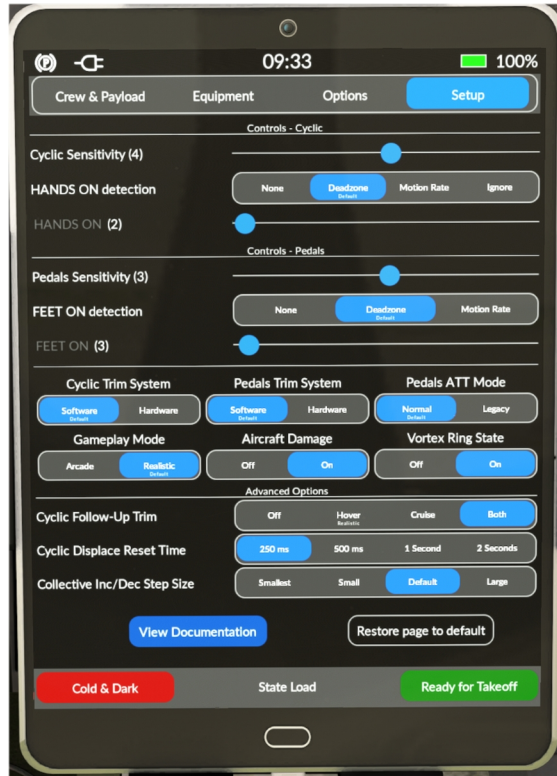 (P) 09:33 100%
Crew & Payload Equipment Options Setup
Controls - Cyclic
Cyclic Sensitivity (4)
HANDS ON detection None Deadzone Default Motion Rate Ignore
HANDS ON (2)
Controls - Pedals
Pedals Sensitivity (3)
FEET ON detection None Deadzone Default Motion Rate
FEET ON (3)
Cyclic Trim System Pedals Trim System Pedals ATT Mode
Software Default Hardware Software Default Hardware Normal Default Legacy
Gameplay Mode Aircraft Damage Vortex Ring State
Arcade Realistic Default Off On Off On
Advanced Options
Cyclic Follow-Up Trim Off Hover Realistic Cruise Both
Cyclic Displace Reset Time 250 ms 500 ms 1 Second 2 Seconds
Collective Inc/Dec Step Size Smallest Small Default Large
View Documentation Restore page to default
Cold & Dark State Load Ready for Takeoff